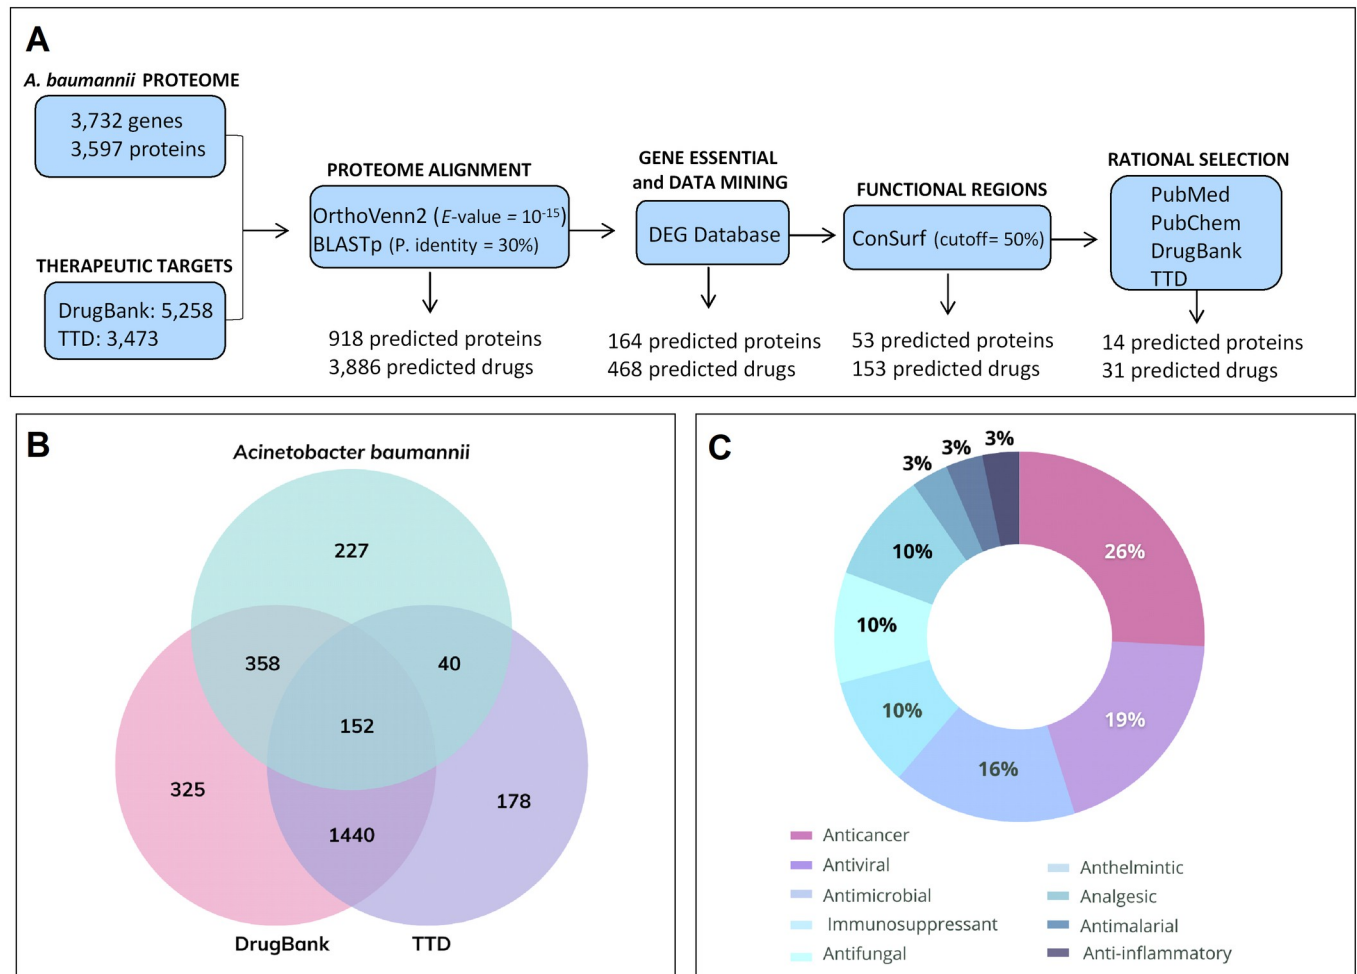 A
A. baumannii PROTEOME
3,732 genes
3,597 proteins
THERAPEUTIC TARGETS
DrugBank: 5,258
TTD: 3,473
PROTEOME ALIGNMENT
OrthoVenn2 (E-value = 10-15)
BLASTp (P. identity = 30%)
918 predicted proteins
3,886 predicted drugs
GENE ESSENTIAL
and DATA MINING
DEG Database
164 predicted proteins
468 predicted drugs
FUNCTIONAL REGIONS
ConSurf (cutoff= 50%)
53 predicted proteins
153 predicted drugs
RATIONAL SELECTION
PubMed
PubChem
DrugBank
TTD
14 predicted proteins
31 predicted drugs
B
Acinetobacter baumannii
227
358
40
152
325
178
1440
DrugBank
TTD
C
3%
3%
3%
26%
10%
10%
10%
19%
16%
Anticancer
Antiviral
Antimicrobial
Immunosuppressant
Antifungal
Anthelmintic
Analgesic
Antimalarial
Anti-inflammatory